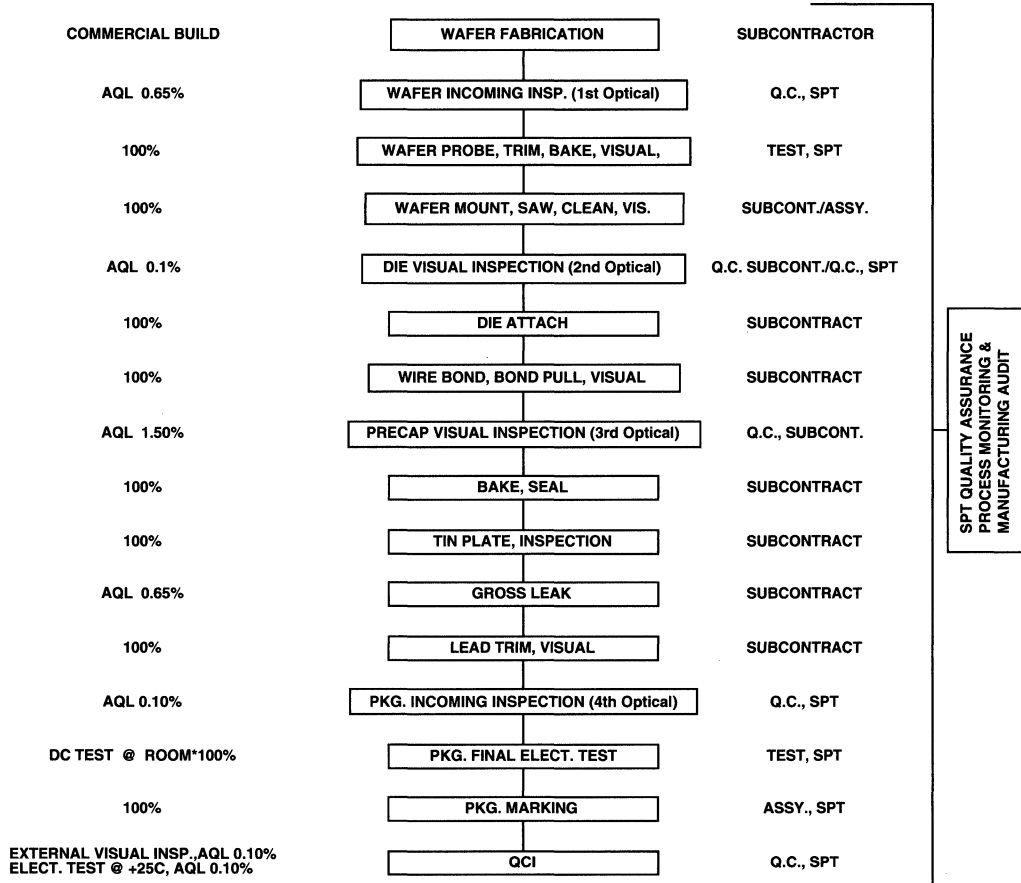 COMMERCIAL BUILD
WAFER FABRICATION
SUBCONTRACTOR
AQL 0.65%
WAFER INCOMING INSP. (1st Optical)
Q.C., SPT
100%
WAFER PROBE, TRIM, BAKE, VISUAL,
TEST, SPT
100%
WAFER MOUNT, SAW, CLEAN, VIS.
SUBCONT./ASSY.
AQL 0.1%
DIE VISUAL INSPECTION (2nd Optical)
Q.C. SUBCONT./Q.C., SPT
100%
DIE ATTACH
SUBCONTRACT
100%
WIRE BOND, BOND PULL, VISUAL
SUBCONTRACT
AQL 1.50%
PRECAP VISUAL INSPECTION (3rd Optical)
Q.C., SUBCONT.
100%
BAKE, SEAL
SUBCONTRACT
100%
TIN PLATE, INSPECTION
SUBCONTRACT
AQL 0.65%
GROSS LEAK
SUBCONTRACT
100%
LEAD TRIM, VISUAL
SUBCONTRACT
AQL 0.10%
PKG. INCOMING INSPECTION (4th Optical)
Q.C., SPT
DC TEST @ ROOM*100%
PKG. FINAL ELECT. TEST
TEST, SPT
100%
PKG. MARKING
ASSY., SPT
EXTERNAL VISUAL INSP.,AQL 0.10%
ELECT. TEST @ +25C, AQL 0.10%
QCI
Q.C., SPT
SPT QUALITY ASSURANCE
PROCESS MONITORING &
MANUFACTURING AUDIT